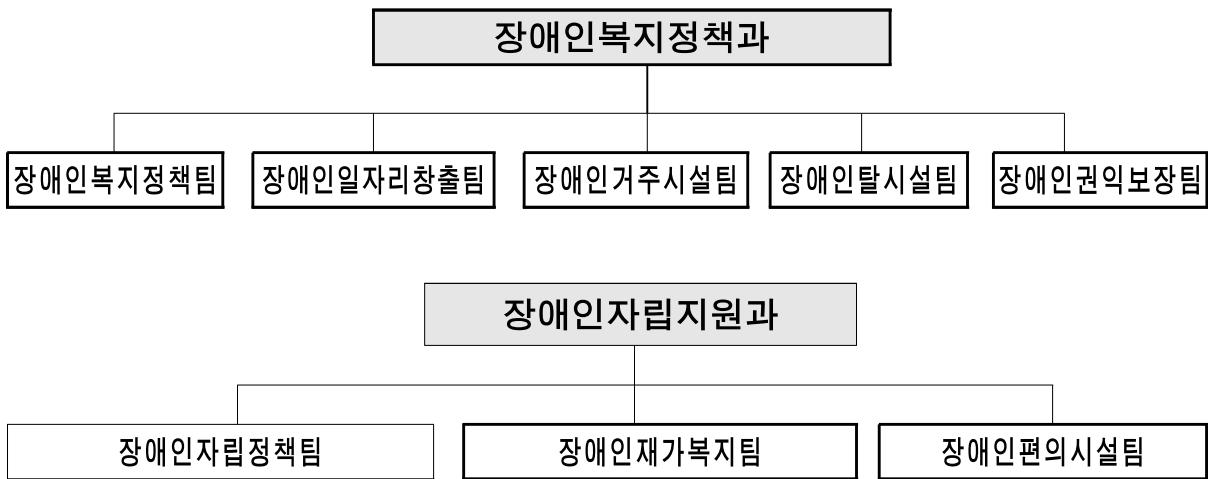 장애인복지정책과
장애인복지정책팀 장애인일자리창출팀 장애인거주시설팀 장애인탈시설팀 장애인권익보장팀
장애인자립지원과
장애인자립정책팀 장애인재가복지팀 장애인편의시설팀